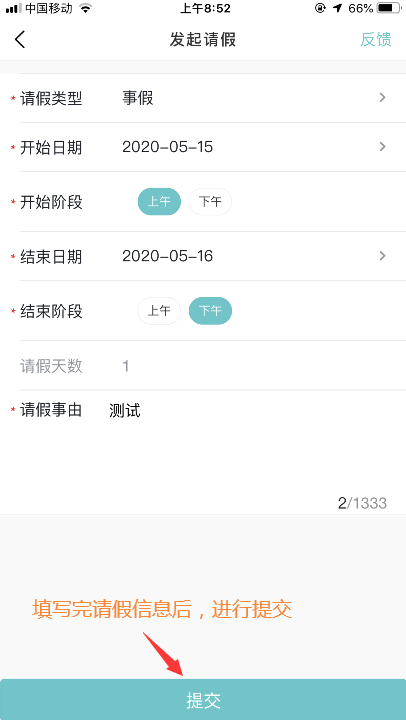 中国移动 上午8:52 66%
发起请假 反馈
* 请假类型 事假
* 开始日期 2020-05-15
* 开始阶段 上午 下午
* 结束日期 2020-05-16
* 结束阶段 上午 下午
请假天数 1
* 请假事由 测试
2/1333
填写完请假信息后，进行提交
提交